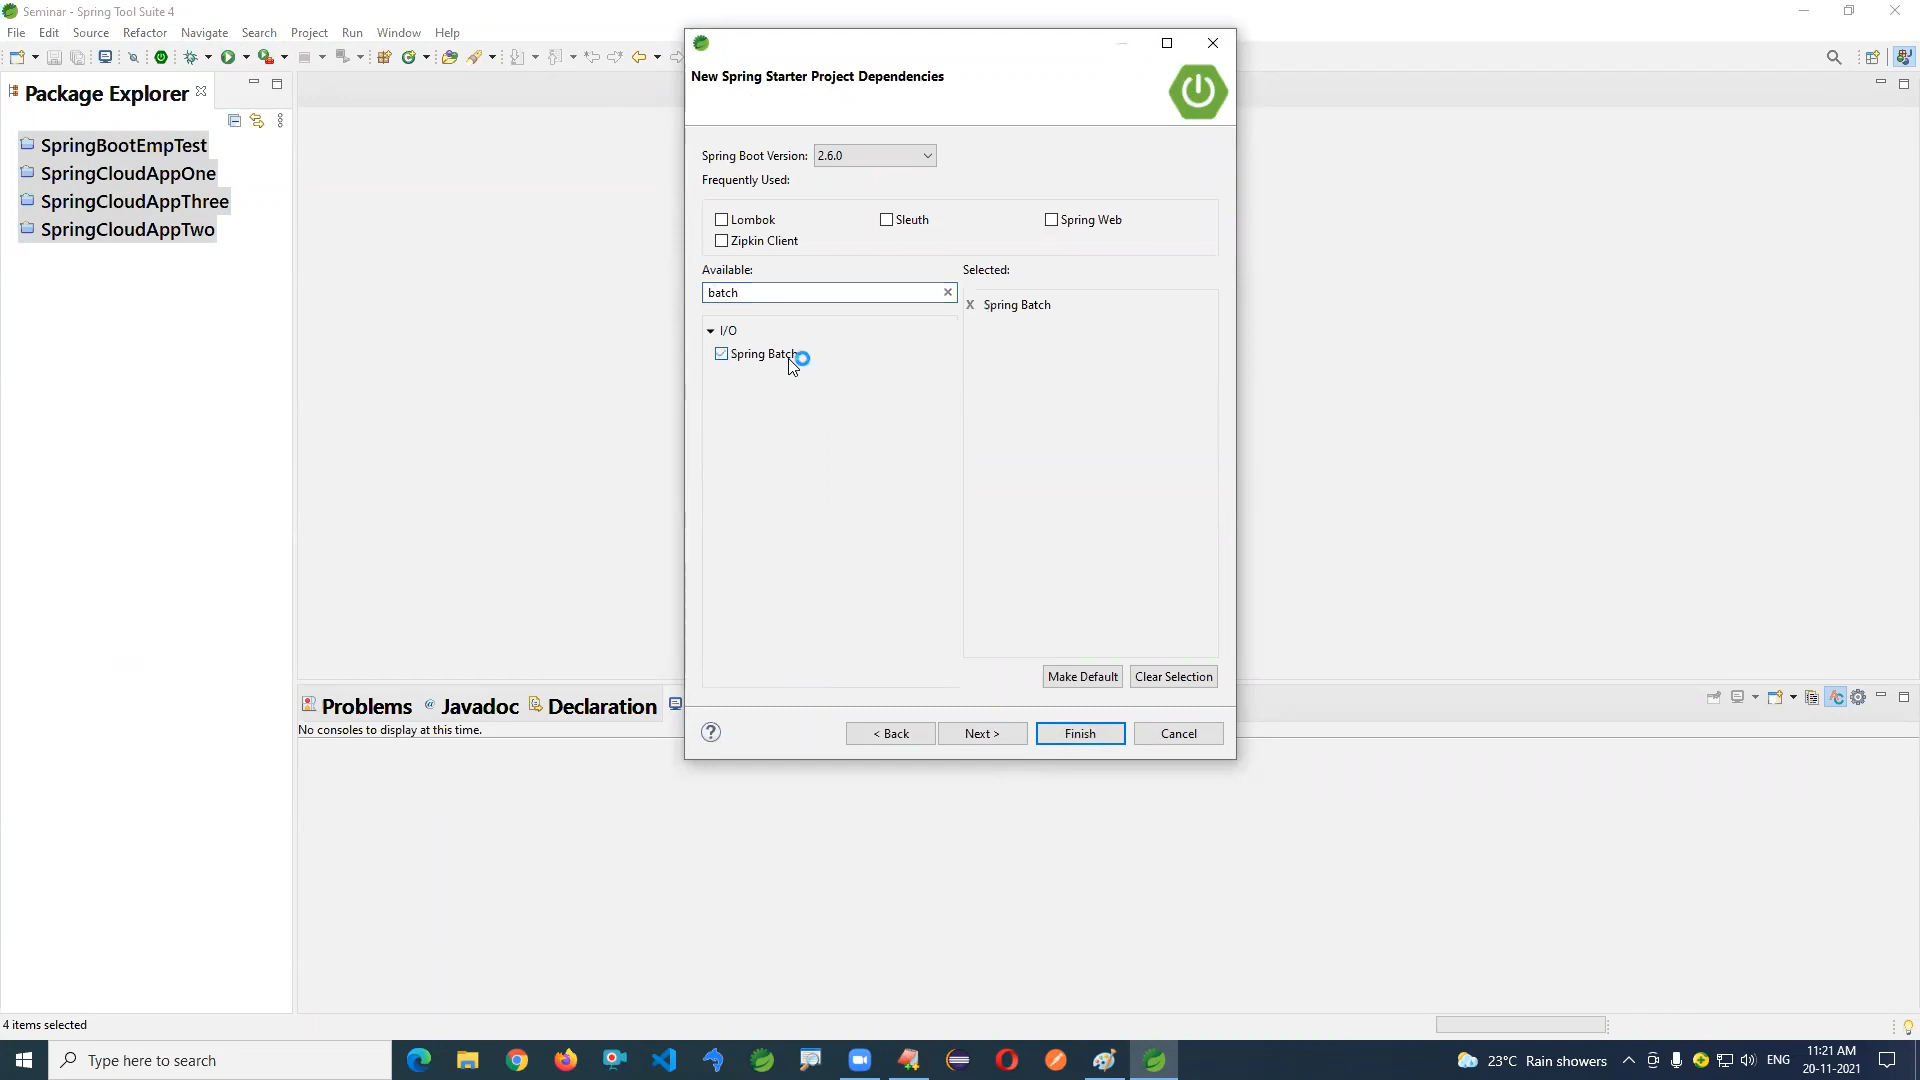 Seminar - Spring Tool Suite 4
File Edit Source Refactor Navigate Search Project Run Window Help
Package Explorer
SpringBootEmpTest
SpringCloudAppOne
SpringCloudAppThree
SpringCloudAppTwo
New Spring Starter Project Dependencies
Spring Boot Version: 2.6.0
Frequently Used:
Lombok Sleuth Spring Web
Zipkin Client
Available: Selected:
batch
X Spring Batch
I/O
Spring Batch
Make Default Clear Selection
< Back Next > Finish Cancel
Problems @ Javadoc Declaration
No consoles to display at this time.
4 items selected
Type here to search
23°C Rain showers ENG
11:21 AM
20-11-2021